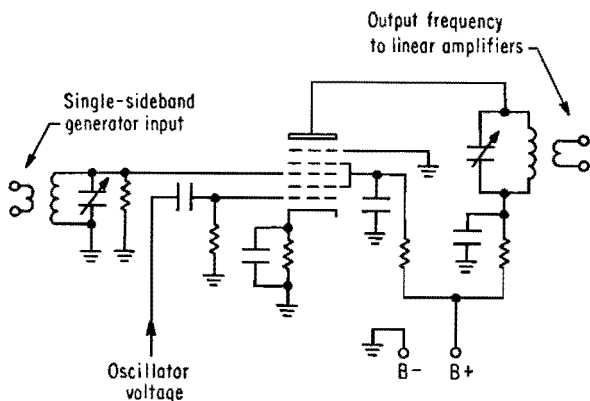 Output frequency
to linear amplifiers
Single-sideband
generator input
Oscillator
voltage
B-
B+